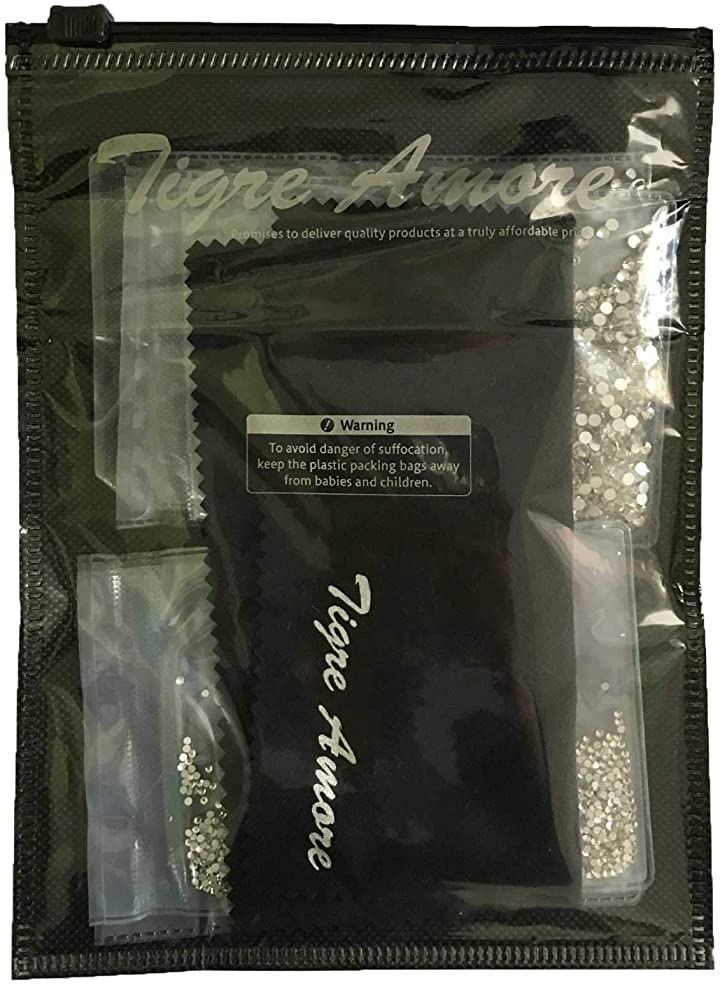 Tigre Amore
Promises to deliver quality products at a truly affordable
Warning
To avoid danger of suffocation,
keep the plastic packing bags away
from babies and children.
Tigre Amore